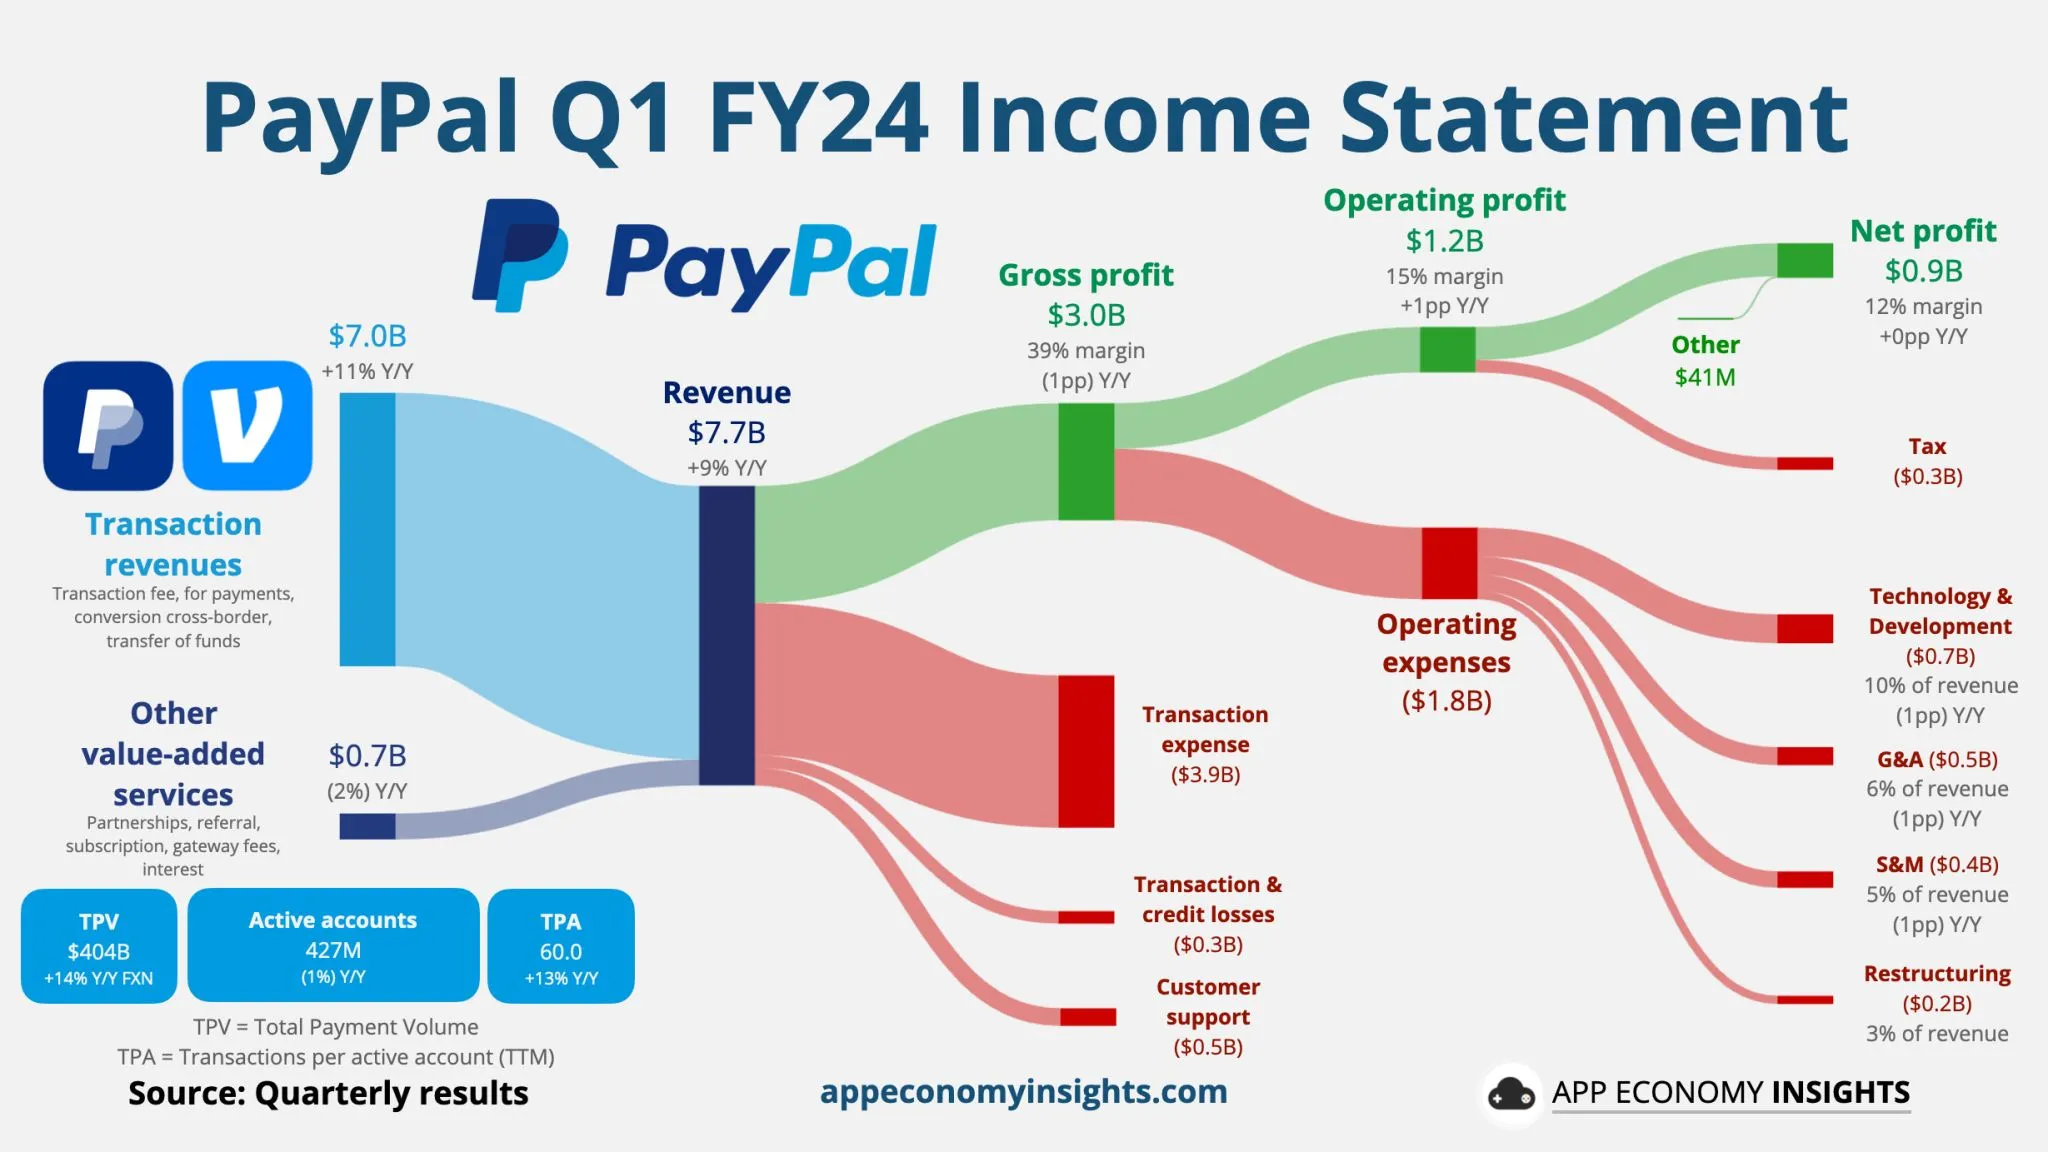 PayPal Q1 FY24 Income Statement
PayPal
$7.0B
+11% Y/Y
Transaction
revenues
Transaction fee, for payments,
conversion cross-border,
transfer of funds
Other
value-added
services
Partnerships, referral,
subscription, gateway fees,
interest
$0.7B
(2%) Y/Y
Revenue
$7.7B
+9% Y/Y
Gross profit
$3.0B
39% margin
(1pp) Y/Y
Operating profit
$1.2B
15% margin
+1pp Y/Y
Net profit
$0.9B
12% margin
+0pp Y/Y
Other
$41M
Tax
($0.3B)
Operating
expenses
($1.8B)
Technology &
Development
($0.7B)
10% of revenue
(1pp) Y/Y
G&A ($0.5B)
6% of revenue
(1pp) Y/Y
S&M ($0.4B)
5% of revenue
(1pp) Y/Y
Restructuring
($0.2B)
3% of revenue
Transaction
expense
($3.9B)
Transaction &
credit losses
($0.3B)
Customer
support
($0.5B)
TPV
$404B
+14% Y/Y FXN
Active accounts
427M
(1%) Y/Y
TPA
60.0
+13% Y/Y
TPV = Total Payment Volume
TPA = Transactions per active account (TTM)
Source: Quarterly results
appeconomyinsights.com
APP ECONOMY INSIGHTS